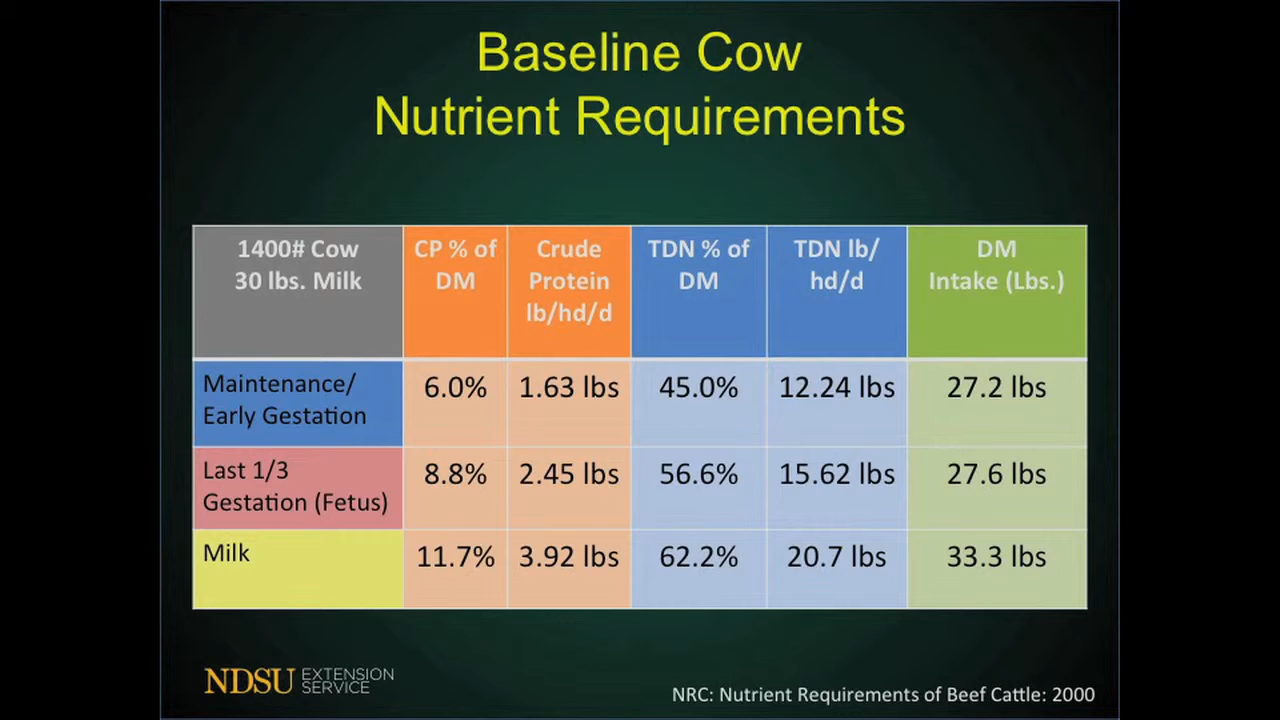 Baseline Cow
Nutrient Requirements
1400# Cow
30 lbs. Milk
CP % of
DM
Crude
Protein
lb/hd/d
TDN % of
DM
TDN lb/
hd/d
DM
Intake (Lbs.)
Maintenance/
Early Gestation
6.0%
1.63 lbs
45.0%
12.24 lbs
27.2 lbs
Last 1/3
Gestation (Fetus)
8.8%
2.45 lbs
56.6%
15.62 lbs
27.6 lbs
Milk
11.7%
3.92 lbs
62.2%
20.7 lbs
33.3 lbs
NDSU EXTENSION
SERVICE
NRC: Nutrient Requirements of Beef Cattle: 2000